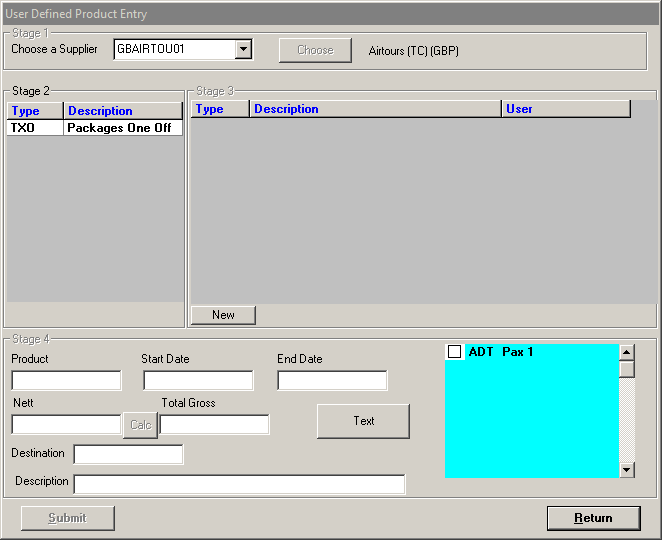 User Defined Product Entry
Stage 1
Choose a Supplier GBAIRTOU01 Choose Airtours (TC) (GBP)
Stage 2
Type Description
TXO Packages One Off
Stage 3
Type Description User
New
Stage 4
Product Start Date End Date
Nett Calc Total Gross Text
Destination
Description
ADT Pax 1
Submit Return